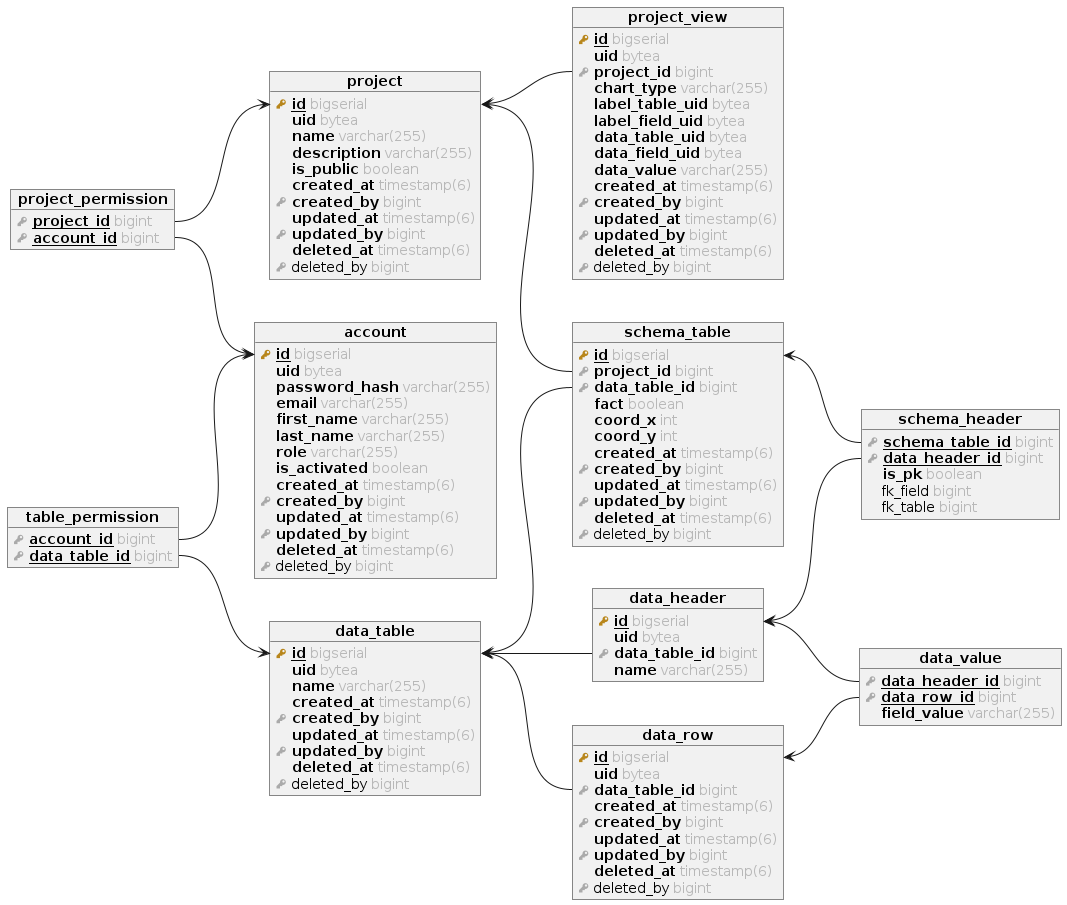 project_permission
project_id bigint
account_id bigint
table_permission
account_id bigint
data_table_id bigint
project
id bigserial
uid bytea
name varchar(255)
description varchar(255)
is_public boolean
created_at timestamp(6)
created_by bigint
updated_at timestamp(6)
updated_by bigint
deleted_at timestamp(6)
deleted_by bigint
account
id bigserial
uid bytea
password_hash varchar(255)
email varchar(255)
first_name varchar(255)
last_name varchar(255)
role varchar(255)
is_activated boolean
created_at timestamp(6)
created_by bigint
updated_at timestamp(6)
updated_by bigint
deleted_at timestamp(6)
deleted_by bigint
data_table
id bigserial
uid bytea
name varchar(255)
created_at timestamp(6)
created_by bigint
updated_at timestamp(6)
updated_by bigint
deleted_at timestamp(6)
deleted_by bigint
project_view
id bigserial
uid bytea
project_id bigint
chart_type varchar(255)
label_table_uid bytea
label_field_uid bytea
data_table_uid bytea
data_field_uid bytea
data_value varchar(255)
created_at timestamp(6)
created_by bigint
updated_at timestamp(6)
updated_by bigint
deleted_at timestamp(6)
deleted_by bigint
schema_table
id bigserial
project_id bigint
data_table_id bigint
fact boolean
coord_x int
coord_y int
created_at timestamp(6)
created_by bigint
updated_at timestamp(6)
updated_by bigint
deleted_at timestamp(6)
deleted_by bigint
data_header
id bigserial
uid bytea
data_table_id bigint
name varchar(255)
data_row
id bigserial
uid bytea
data_table_id bigint
created_at timestamp(6)
created_by bigint
updated_at timestamp(6)
updated_by bigint
deleted_at timestamp(6)
deleted_by bigint
schema_header
schema_table_id bigint
data_header_id bigint
is_pk boolean
fk_field bigint
fk_table bigint
data_value
data_header_id bigint
data_row_id bigint
field_value varchar(255)